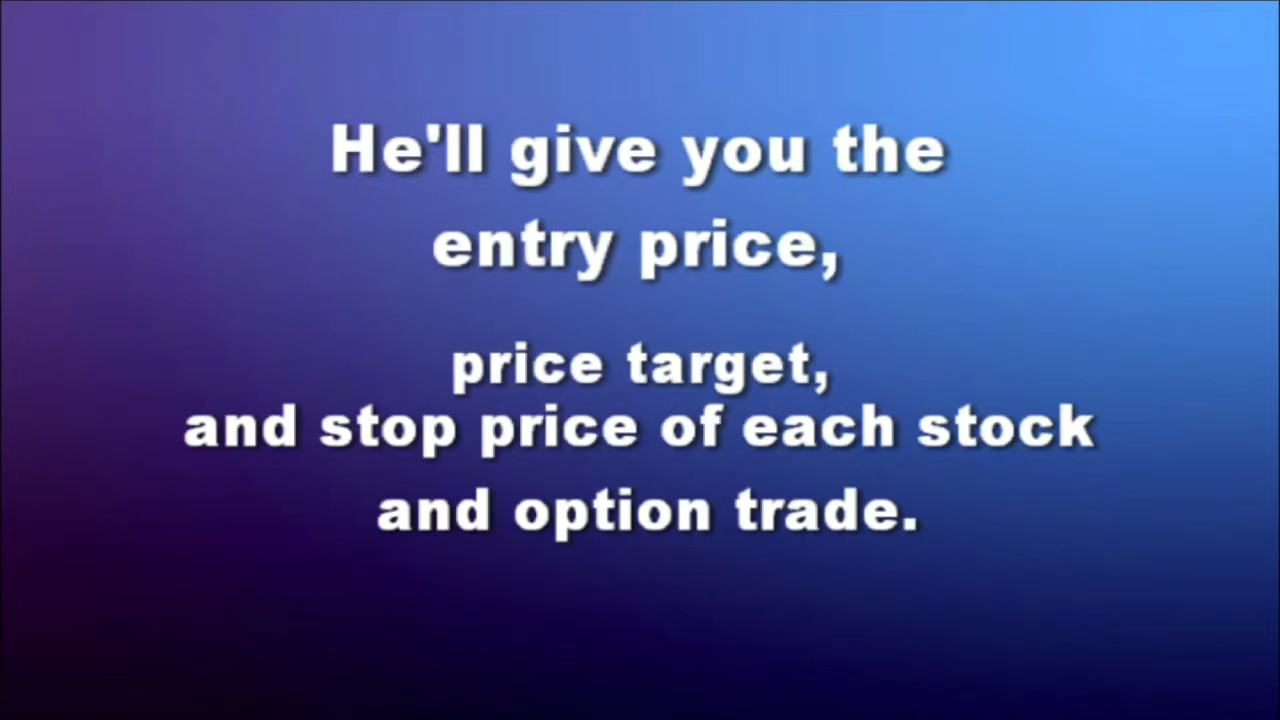 He'll give you the
entry price,
price target,
and stop price of each stock
and option trade.